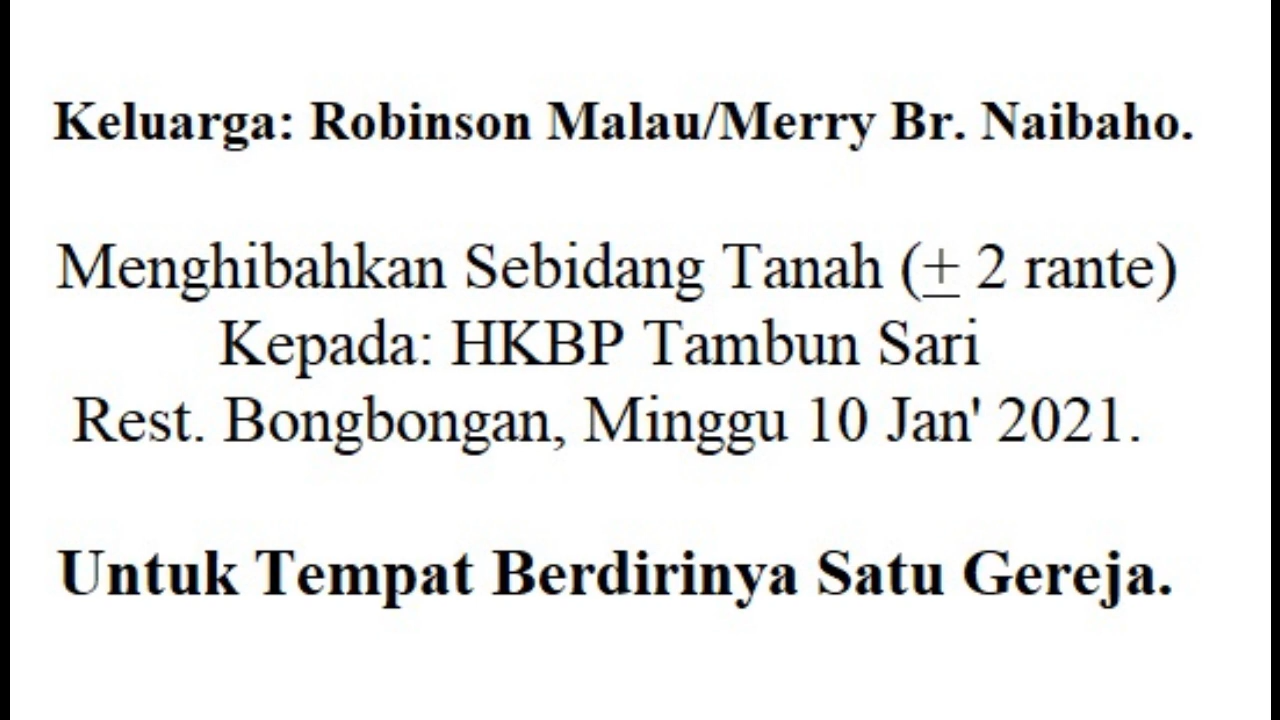 Keluarga: Robinson Malau/Merry Br. Naibaho.
Menghibahkan Sebidang Tanah (± 2 rante)
Kepada: HKBP Tambun Sari
Rest. Bongbongan, Minggu 10 Jan' 2021.
Untuk Tempat Berdirinya Satu Gereja.